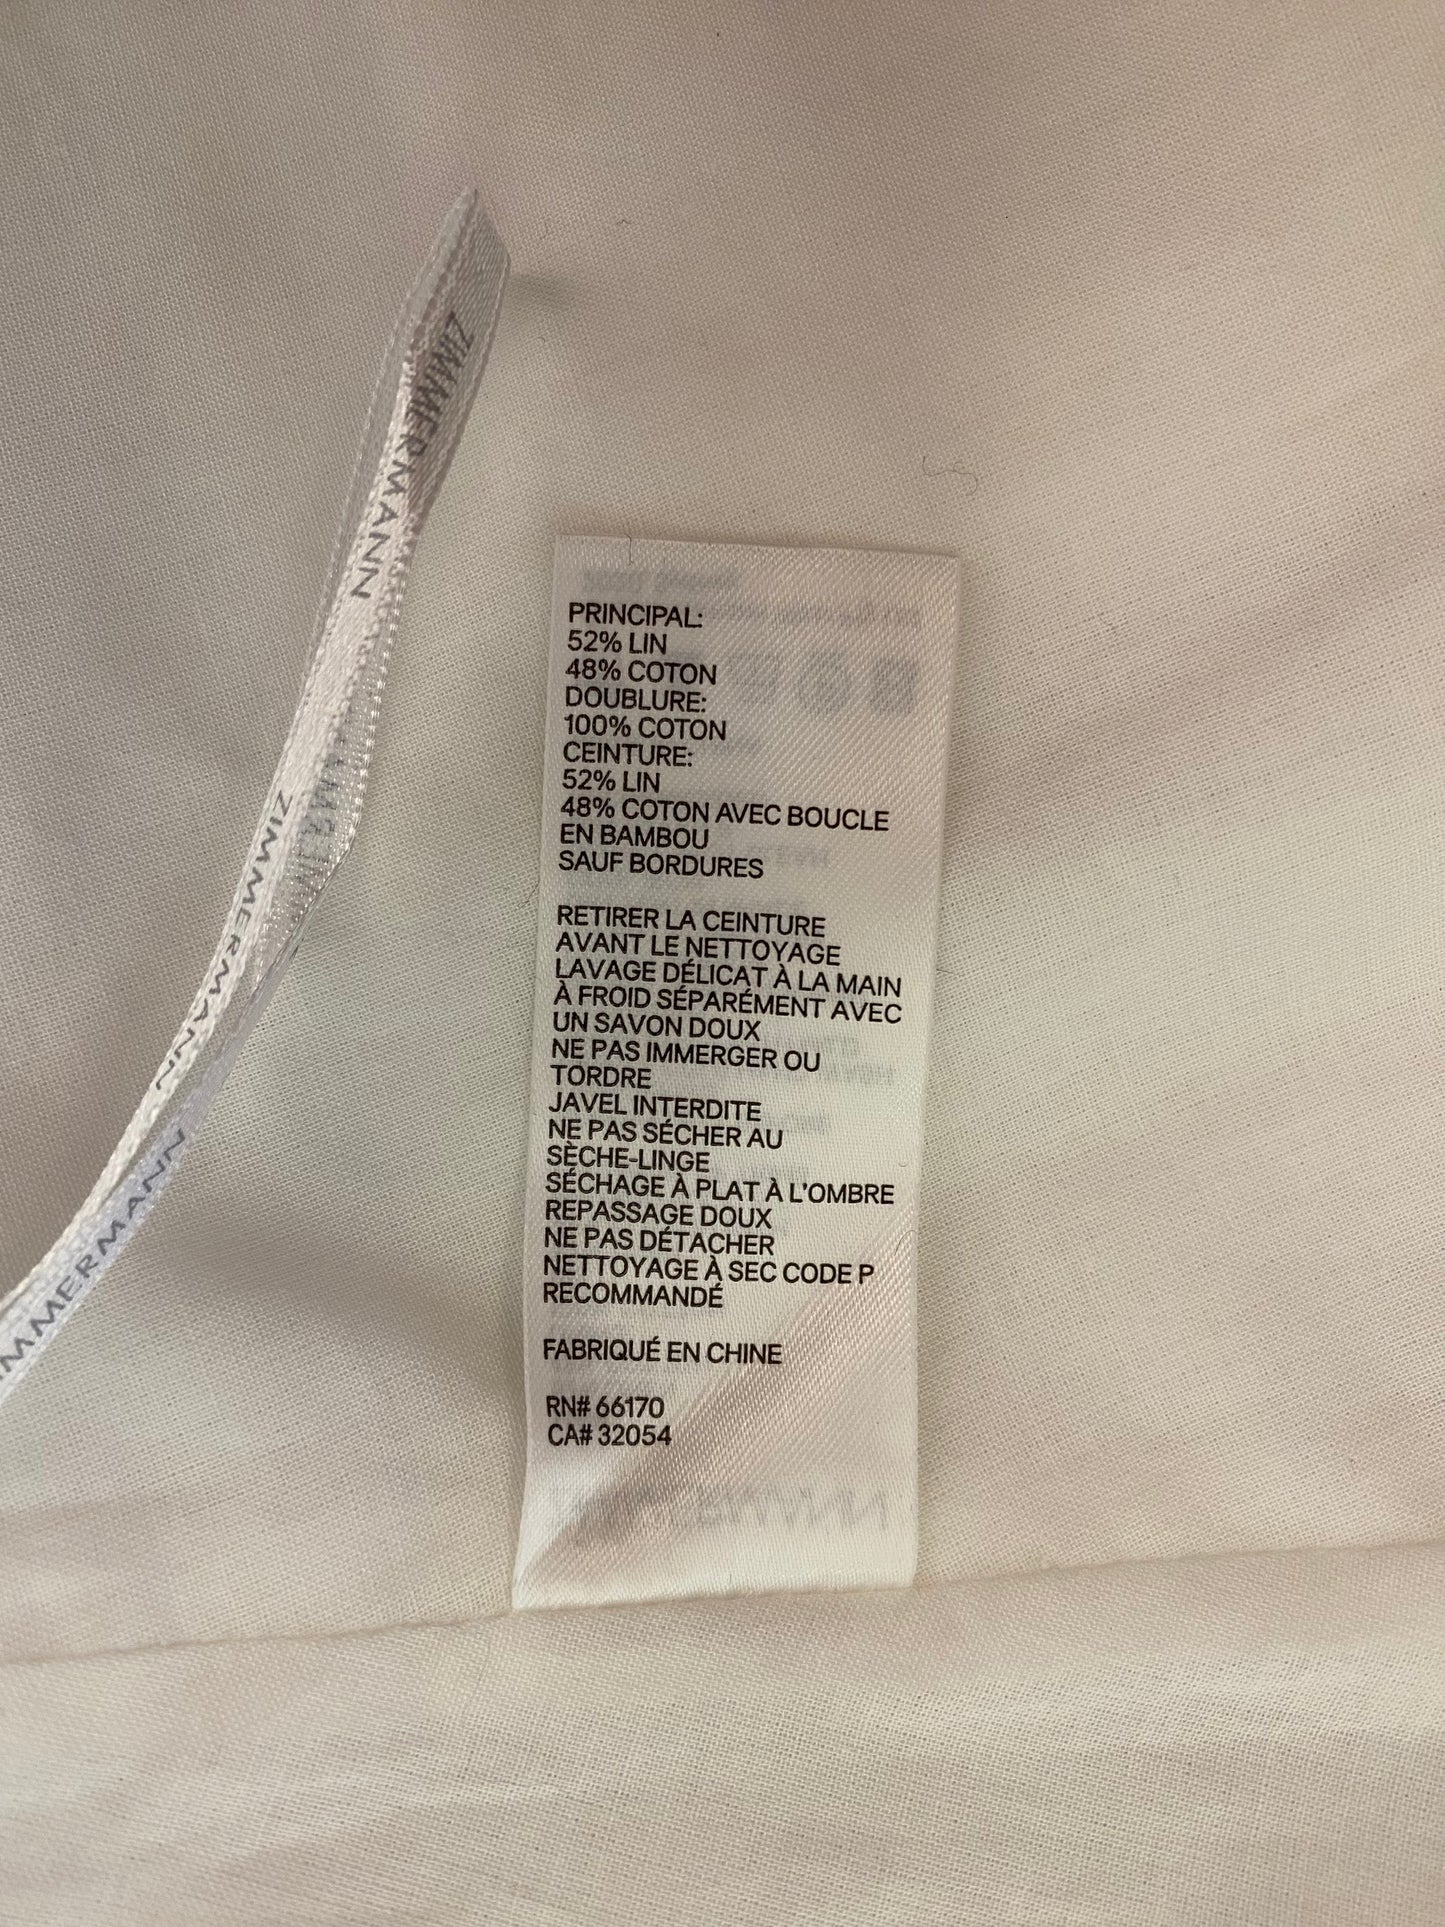 ZIMMERMANN
ZIMMERMANN
PRINCIPAL:
52% LIN
48% COTON
DOUBLURE:
100% COTON
CEINTURE:
52% LIN
48% COTON AVEC BOUCLE
EN BAMBOU
SAUF BORDURES
RETIRER LA CEINTURE
AVANT LE NETTOYAGE
LAVAGE DÉLICAT À LA MAIN
À FROID SÉPARÉMENT AVEC
UN SAVON DOUX
NE PAS IMMERGER OU
TORDRE
JAVEL INTERDITE
NE PAS SÉCHER AU
SÈCHE-LINGE
SÉCHAGE À PLAT À L'OMBRE
REPASSAGE DOUX
NE PAS DÉTACHER
NETTOYAGE À SEC CODE P
RECOMMANDÉ
FABRIQUÉ EN CHINE
RN# 66170
CA# 32054